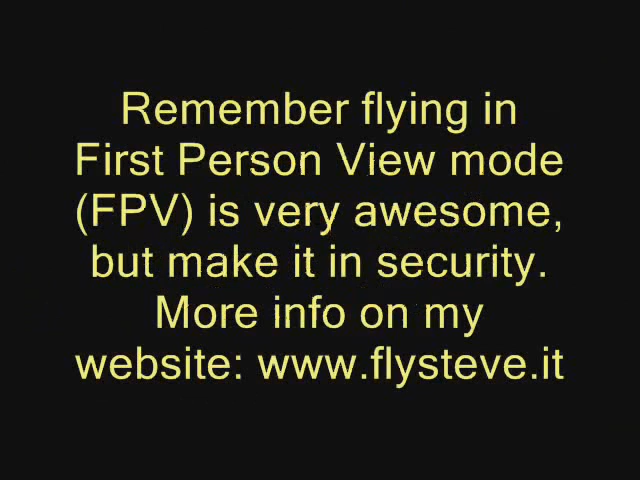 Remember flying in
First Person View mode
(FPV) is very awesome,
but make it in security.
More info on my
website: www.flysteve.it